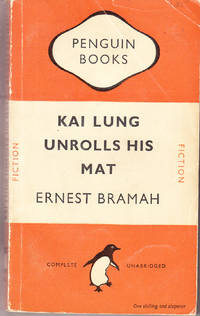 PENGUIN
BOOKS
KAI LUNG
UNROLLS HIS
MAT
ERNEST BRAMAH
FICTION
FICTION
COMPLETE UNABRIDGED
One shilling and sixpence